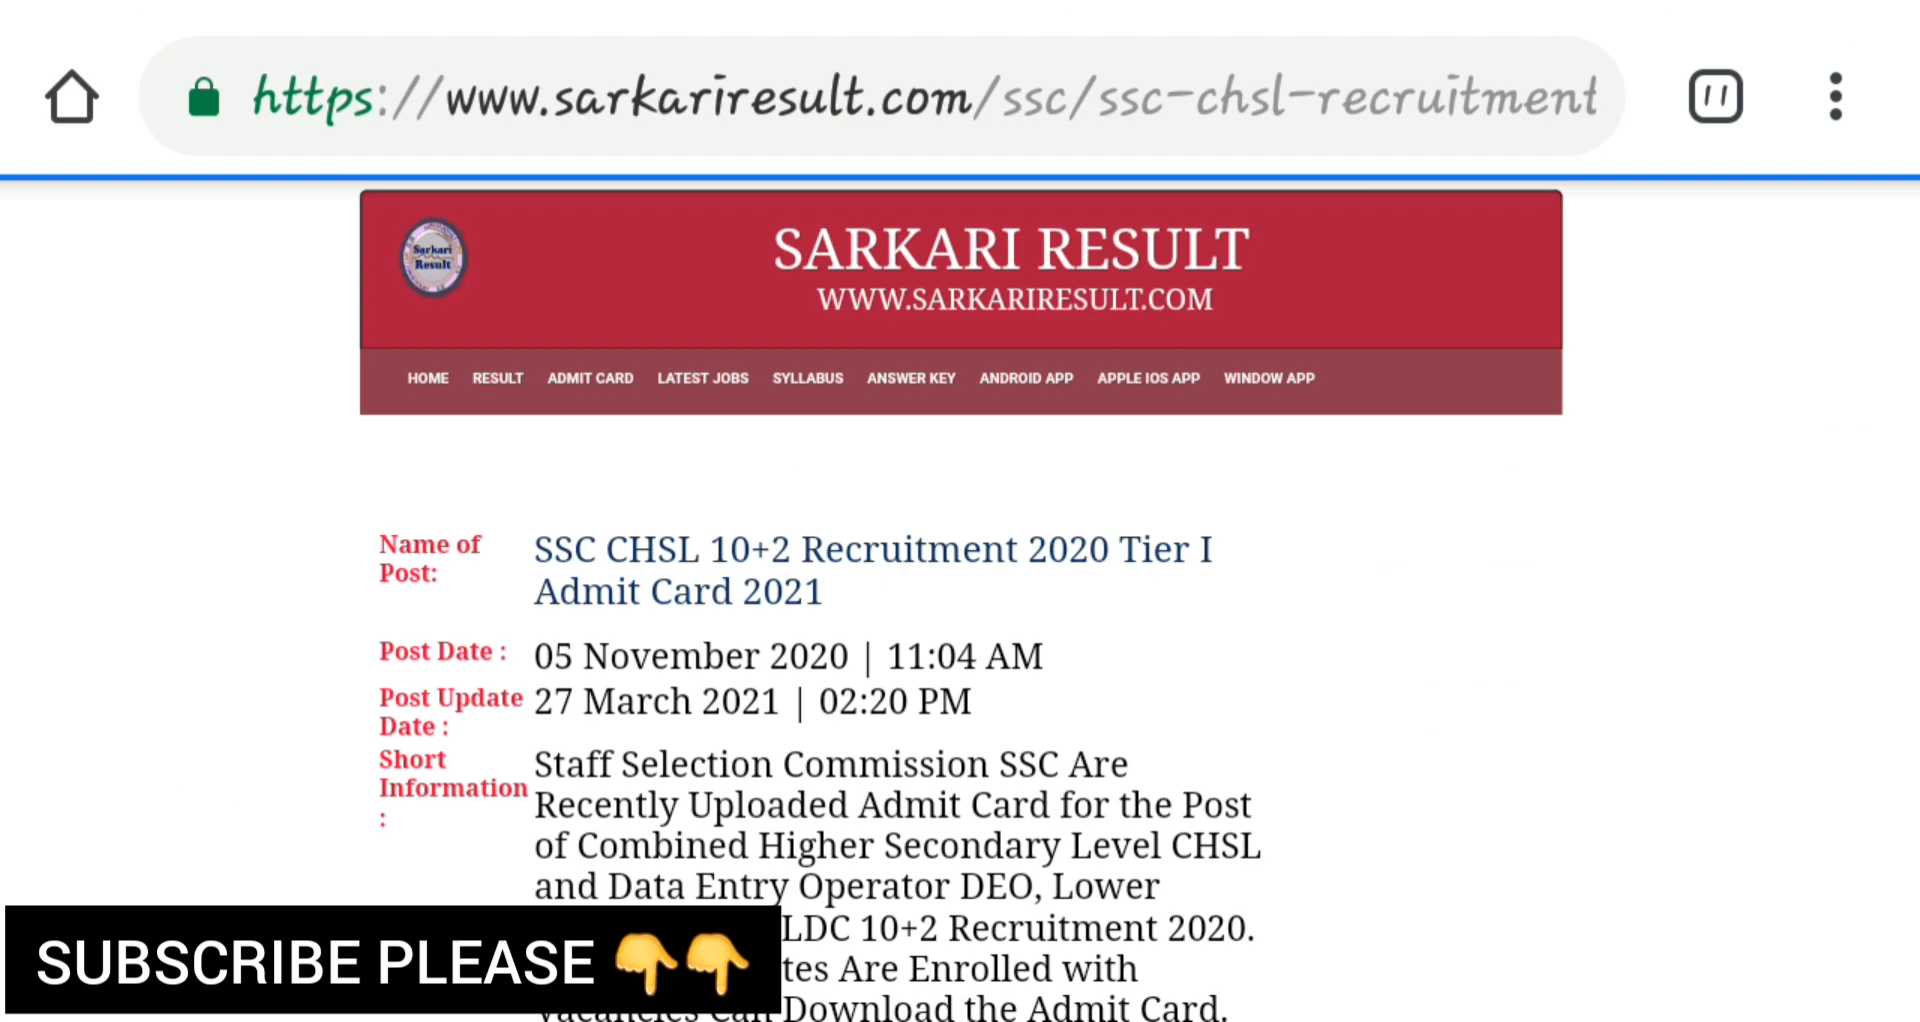 https://www.sarkariresult.com/ssc/ssc-chsl-recruitment
Sarkari
Result
SARKARI RESULT
WWW.SARKARIRESULT.COM
HOME RESULT ADMIT CARD LATEST JOBS SYLLABUS ANSWER KEY ANDROID APP APPLE IOS APP WINDOW APP
Name of
Post:
SSC CHSL 10+2 Recruitment 2020 Tier I
Admit Card 2021
Post Date : 05 November 2020 | 11:04 AM
Post Update
Date :
27 March 2021 | 02:20 PM
Short
Information
:
Staff Selection Commission SSC Are
Recently Uploaded Admit Card for the Post
of Combined Higher Secondary Level CHSL
and Data Entry Operator DEO, Lower
LDC 10+2 Recruitment 2020.
tes Are Enrolled with
Download the Admit Card.
SUBSCRIBE PLEASE 👇👇